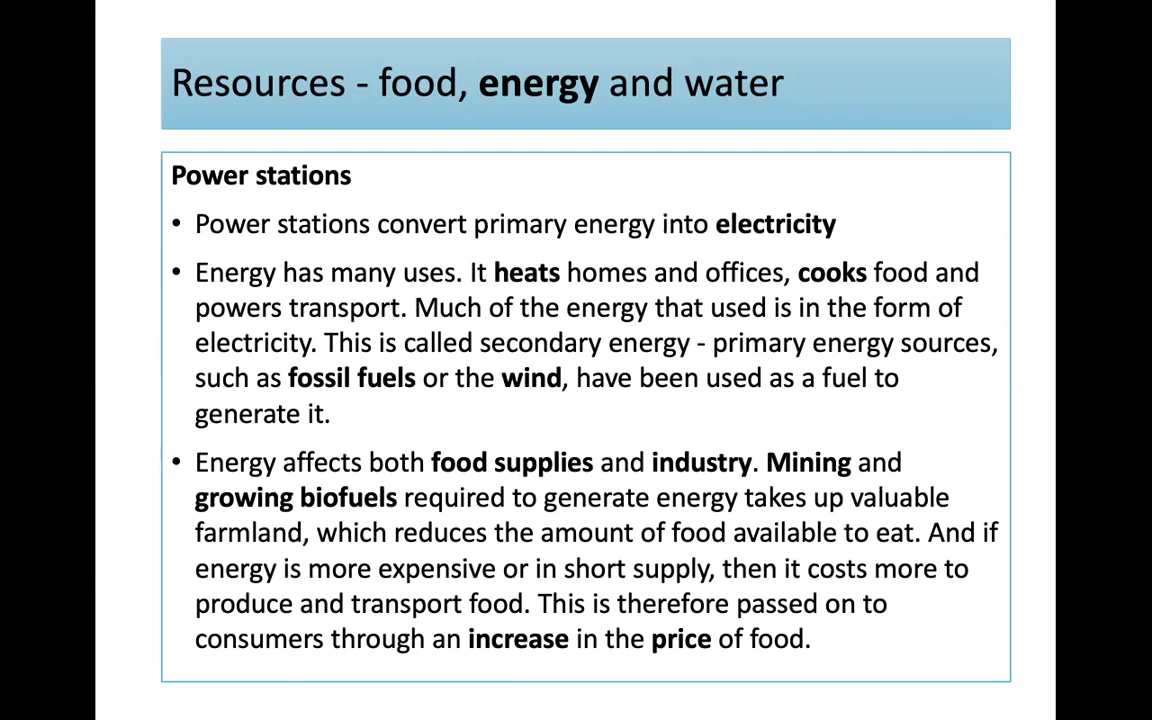 Resources - food, energy and water
Power stations
• Power stations convert primary energy into electricity
• Energy has many uses. It heats homes and offices, cooks food and
powers transport. Much of the energy that used is in the form of
electricity. This is called secondary energy - primary energy sources,
such as fossil fuels or the wind, have been used as a fuel to
generate it.
• Energy affects both food supplies and industry. Mining and
growing biofuels required to generate energy takes up valuable
farmland, which reduces the amount of food available to eat. And if
energy is more expensive or in short supply, then it costs more to
produce and transport food. This is therefore passed on to
consumers through an increase in the price of food.